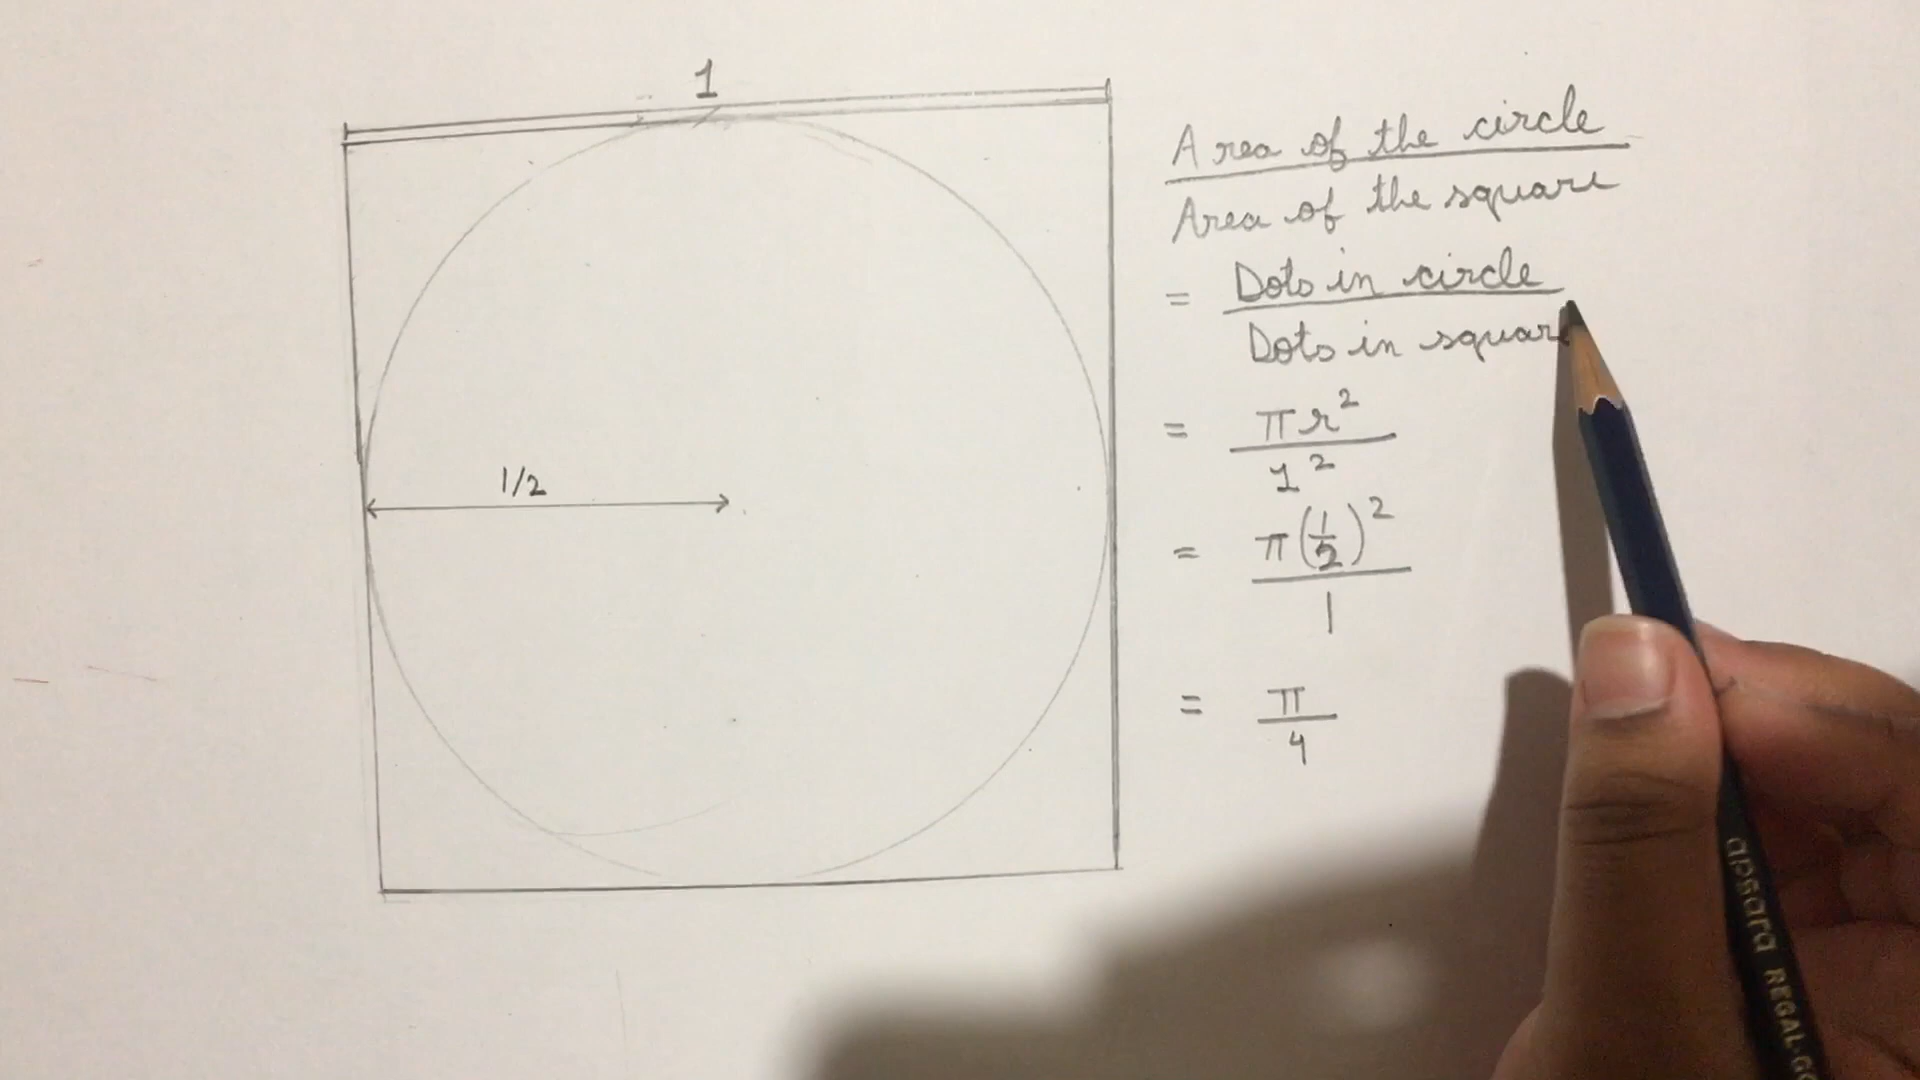 1
1/2
Area of the circle
Area of the square
= Dots in circle
Dots in square
= πr²
1²
= π(1/2)²
1
= π
4
apsara REGAL-GO